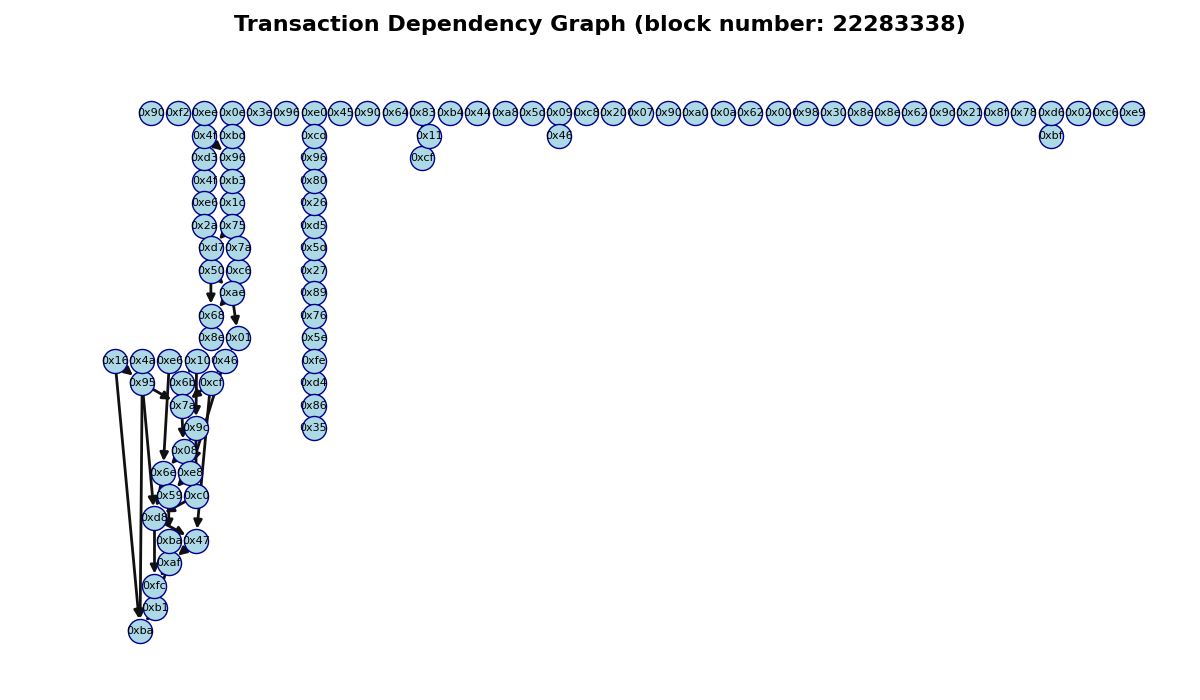 Transaction Dependency Graph (block number: 22283338)
0x90 0xf2 0xee 0x0e 0x3e 0x96 0xe0 0x45 0x90 0x64 0x83 0xb4 0x44 0xa8 0x5d 0x09 0xc8 0x20 0x07 0x90 0xa0 0x0a 0x62 0x00 0x98 0x30 0x8e 0x8e 0x62 0x9d 0x21 0x8f 0x78 0xd6 0x02 0xc6 0xe9
0x4f 0xbd 0xcd 0x11 0x46 0xbf
0xd3 0x96 0x96 0xcf
0x4f 0xb3 0x80
0xe6 0x1c 0x26
0x2a 0x75 0xd5
0xd7 0x7a 0x5d
0x50 0xc6 0x27
0xae 0x89
0x68 0x76
0x8e 0x01 0x5e
0x16 0x4a 0xe6 0x10 0x46 0xfe
0x95 0x6b 0xcf 0xd4
0x7a 0x86
0x9c 0x35
0x08
0x6e 0xe8
0x59 0xc0
0xd8
0xba 0x47
0xaf
0xfc
0xb1
0xba